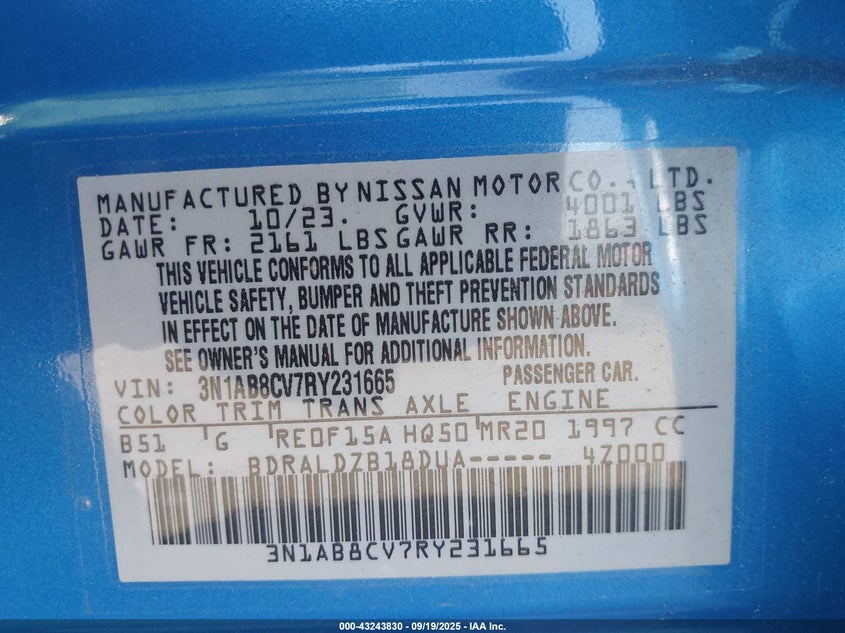 MANUFACTURED BY NISSAN MOTOR CO., LTD.
DATE: 10/23. GVWR: 4001 LBS
GAWR FR: 2161 LBS GAWR RR: 1863 LBS
THIS VEHICLE CONFORMS TO ALL APPLICABLE FEDERAL MOTOR
VEHICLE SAFETY, BUMPER AND THEFT PREVENTION STANDARDS
IN EFFECT ON THE DATE OF MANUFACTURE SHOWN ABOVE.
SEE OWNER'S MANUAL FOR ADDITIONAL INFORMATION.
VIN: 3N1AB8CV7RY231665 PASSENGER CAR.
COLOR TRIM TRANS AXLE ENGINE
B51 G RE0F15A HQ50 MR20 1997 CC
MODEL: BDRALDZB18DUA----- 4Z000
3N1AB8CV7RY231665
000-43243830 - 09/19/2025 - IAA Inc.